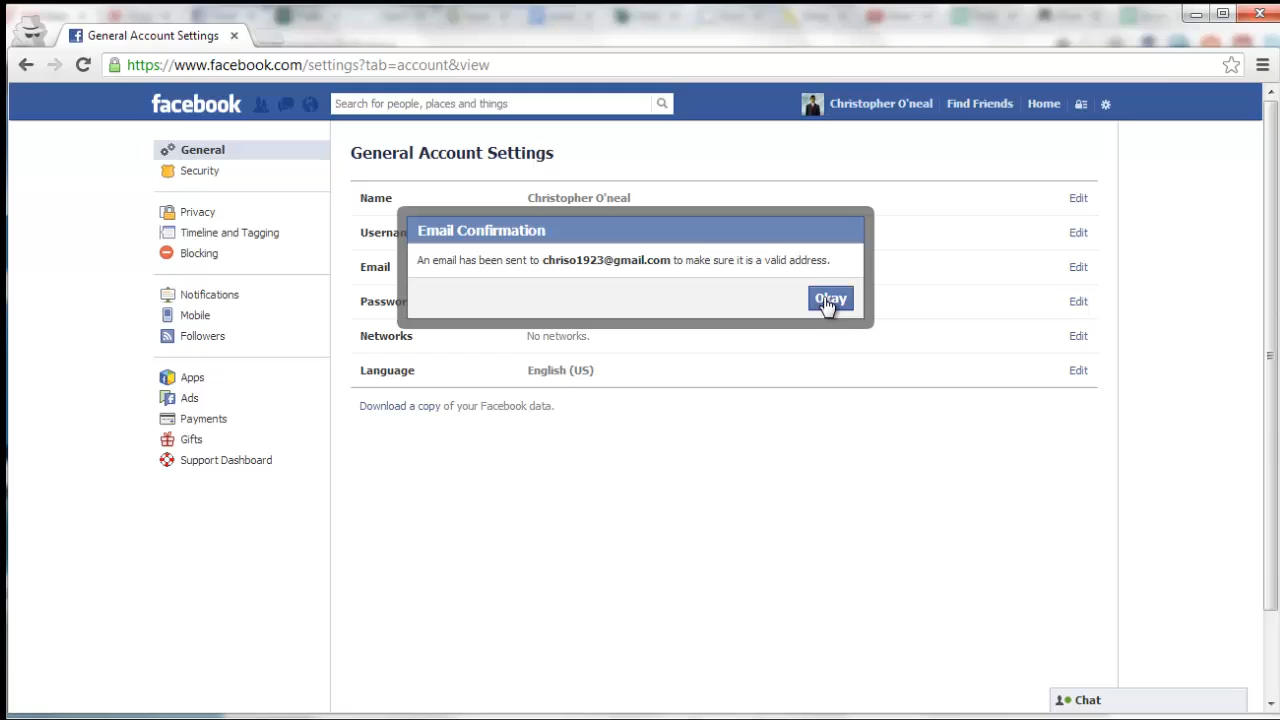 General Account Settings
https://www.facebook.com/settings?tab=account&view
facebook
Search for people, places and things
Christopher O'neal
Find Friends
Home
General
Security
Privacy
Timeline and Tagging
Blocking
Notifications
Mobile
Followers
Apps
Ads
Payments
Gifts
Support Dashboard
General Account Settings
Name Christopher O'neal Edit
Userna Edit
Email Edit
Passwor Edit
Networks No networks. Edit
Language English (US) Edit
Email Confirmation
An email has been sent to chriso1923@gmail.com to make sure it is a valid address.
Okay
Download a copy of your Facebook data.
Chat